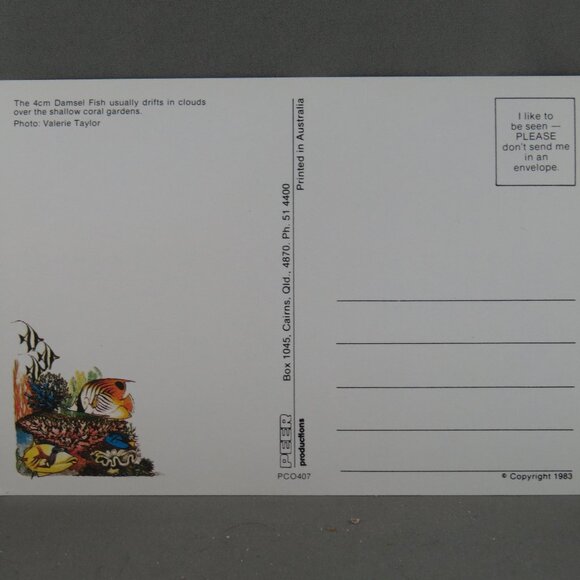 The 4cm Damsel Fish usually drifts in clouds
over the shallow coral gardens.
Photo: Valerie Taylor
Printed in Australia
Box 1045, Cairns, Qld., 4870. Ph. 51 4400
PEER
productions
PCO407
I like to
be seen —
PLEASE
don't send me
in an
envelope.
© Copyright 1983